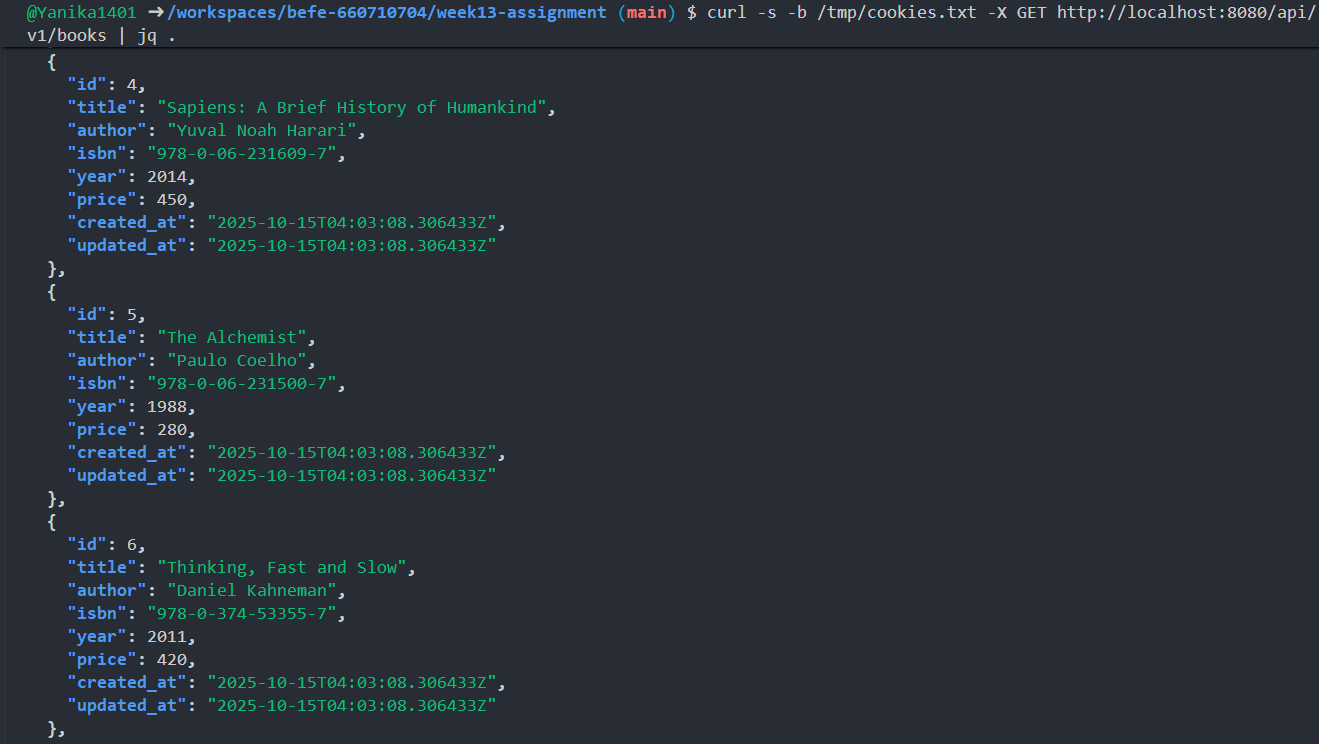 @Yanika1401 ➜/workspaces/befe-660710704/week13-assignment (main) $ curl -s -b /tmp/cookies.txt -X GET http://localhost:8080/api/
v1/books | jq .
{
"id": 4,
"title": "Sapiens: A Brief History of Humankind",
"author": "Yuval Noah Harari",
"isbn": "978-0-06-231609-7",
"year": 2014,
"price": 450,
"created_at": "2025-10-15T04:03:08.306433Z",
"updated_at": "2025-10-15T04:03:08.306433Z"
},
{
"id": 5,
"title": "The Alchemist",
"author": "Paulo Coelho",
"isbn": "978-0-06-231500-7",
"year": 1988,
"price": 280,
"created_at": "2025-10-15T04:03:08.306433Z",
"updated_at": "2025-10-15T04:03:08.306433Z"
},
{
"id": 6,
"title": "Thinking, Fast and Slow",
"author": "Daniel Kahneman",
"isbn": "978-0-374-53355-7",
"year": 2011,
"price": 420,
"created_at": "2025-10-15T04:03:08.306433Z",
"updated_at": "2025-10-15T04:03:08.306433Z"
},